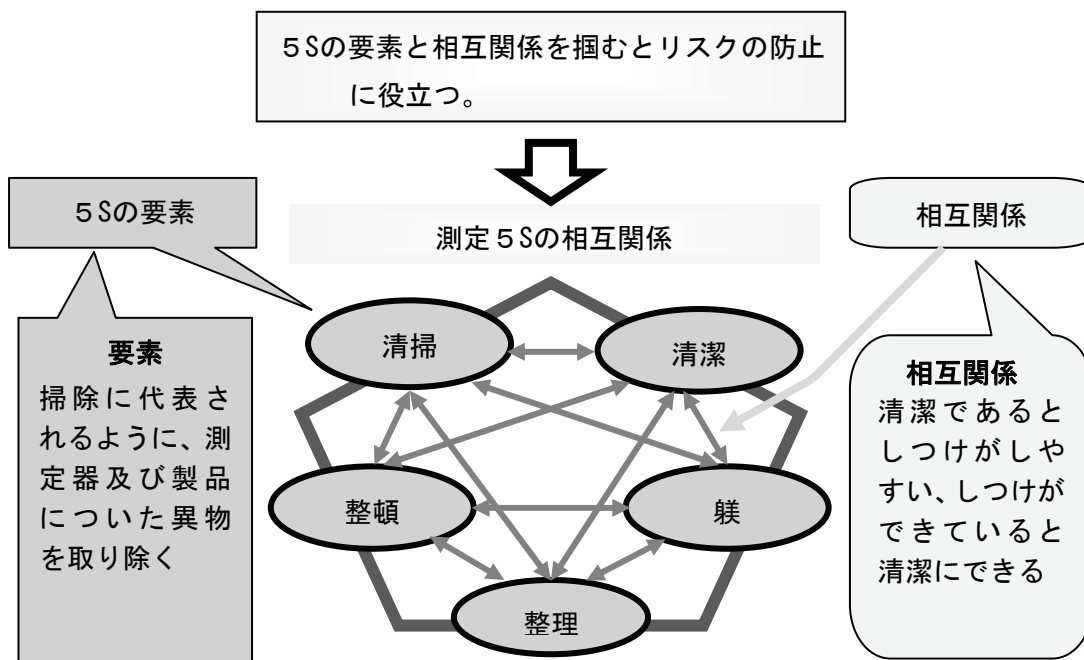 ５Sの要素と相互関係を掴むとリスクの防止
に役立つ。
５Sの要素
相互関係
測定５Sの相互関係
清掃
清潔
要素
掃除に代表さ
れるように、測
定器及び製品
についた異物
を取り除く
相互関係
清潔であると
しつけがしや
すい、しつけが
できていると
清潔にできる
整頓
躾
整理